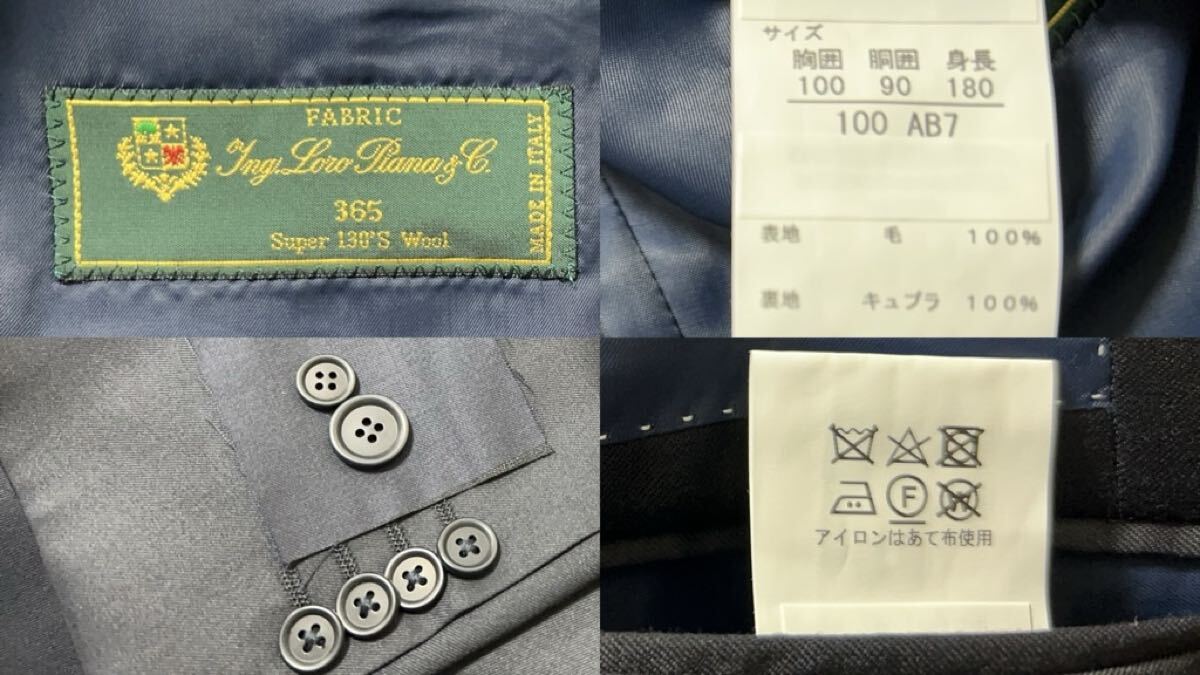 FABRIC
Ing. Loro Piana & C.
365
Super 130'S Wool
MADE IN ITALY
サイズ
胸囲 胴囲 身長
100 90 180
100 AB7
表地 毛 100%
裏地 キュプラ 100%
F
アイロンはあて布使用